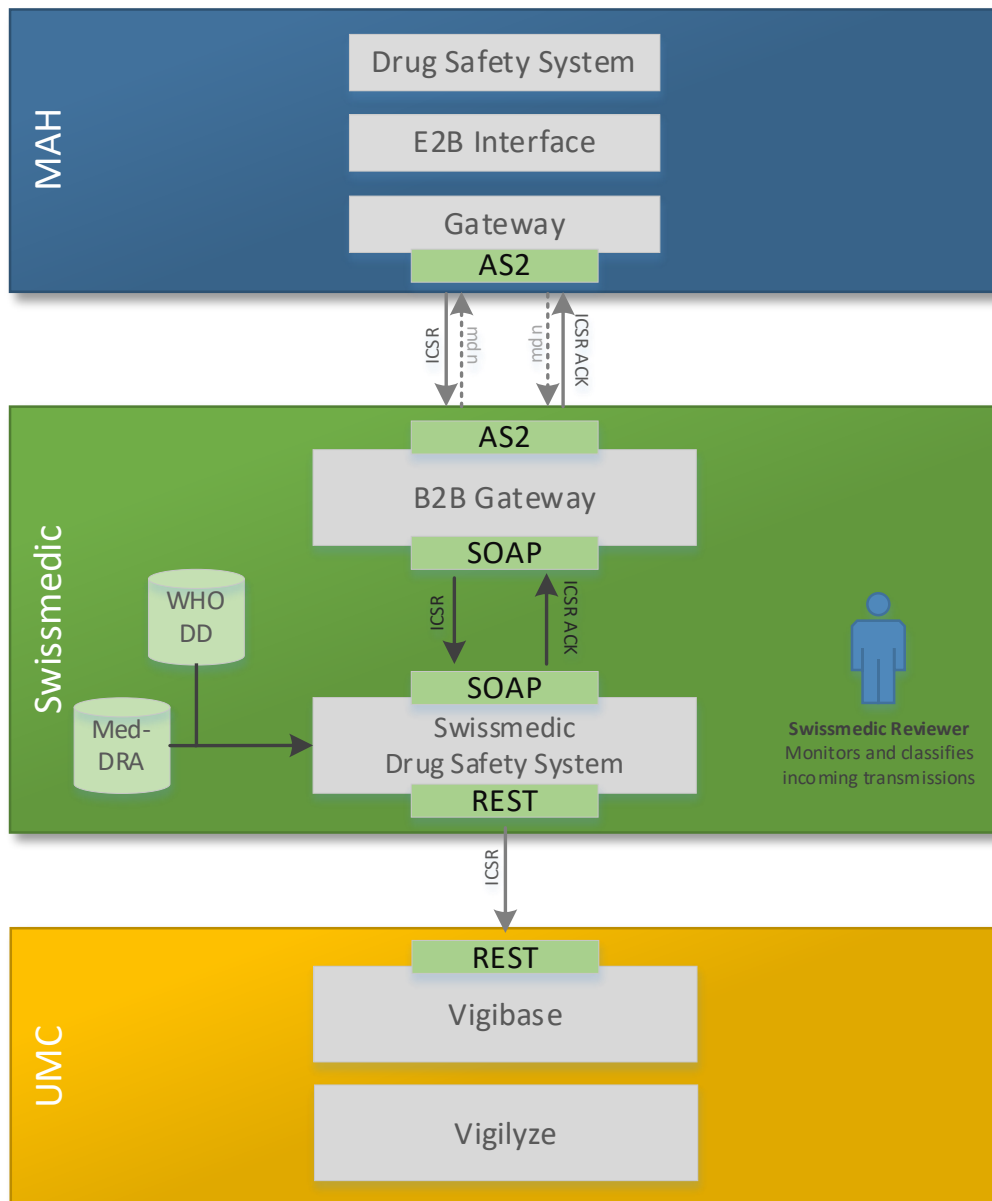 MAH
Drug Safety System
E2B Interface
Gateway
AS2
ICSR
mdn
mdn
ICSR ACK
Swissmedic
AS2
B2B Gateway
SOAP
ICSR
ICSR ACK
WHO
DD
Med-
DRA
SOAP
Swissmedic
Drug Safety System
REST
Swissmedic Reviewer
Monitors and classifies
incoming transmissions
ICSR
UMC
REST
Vigibase
Vigilyze